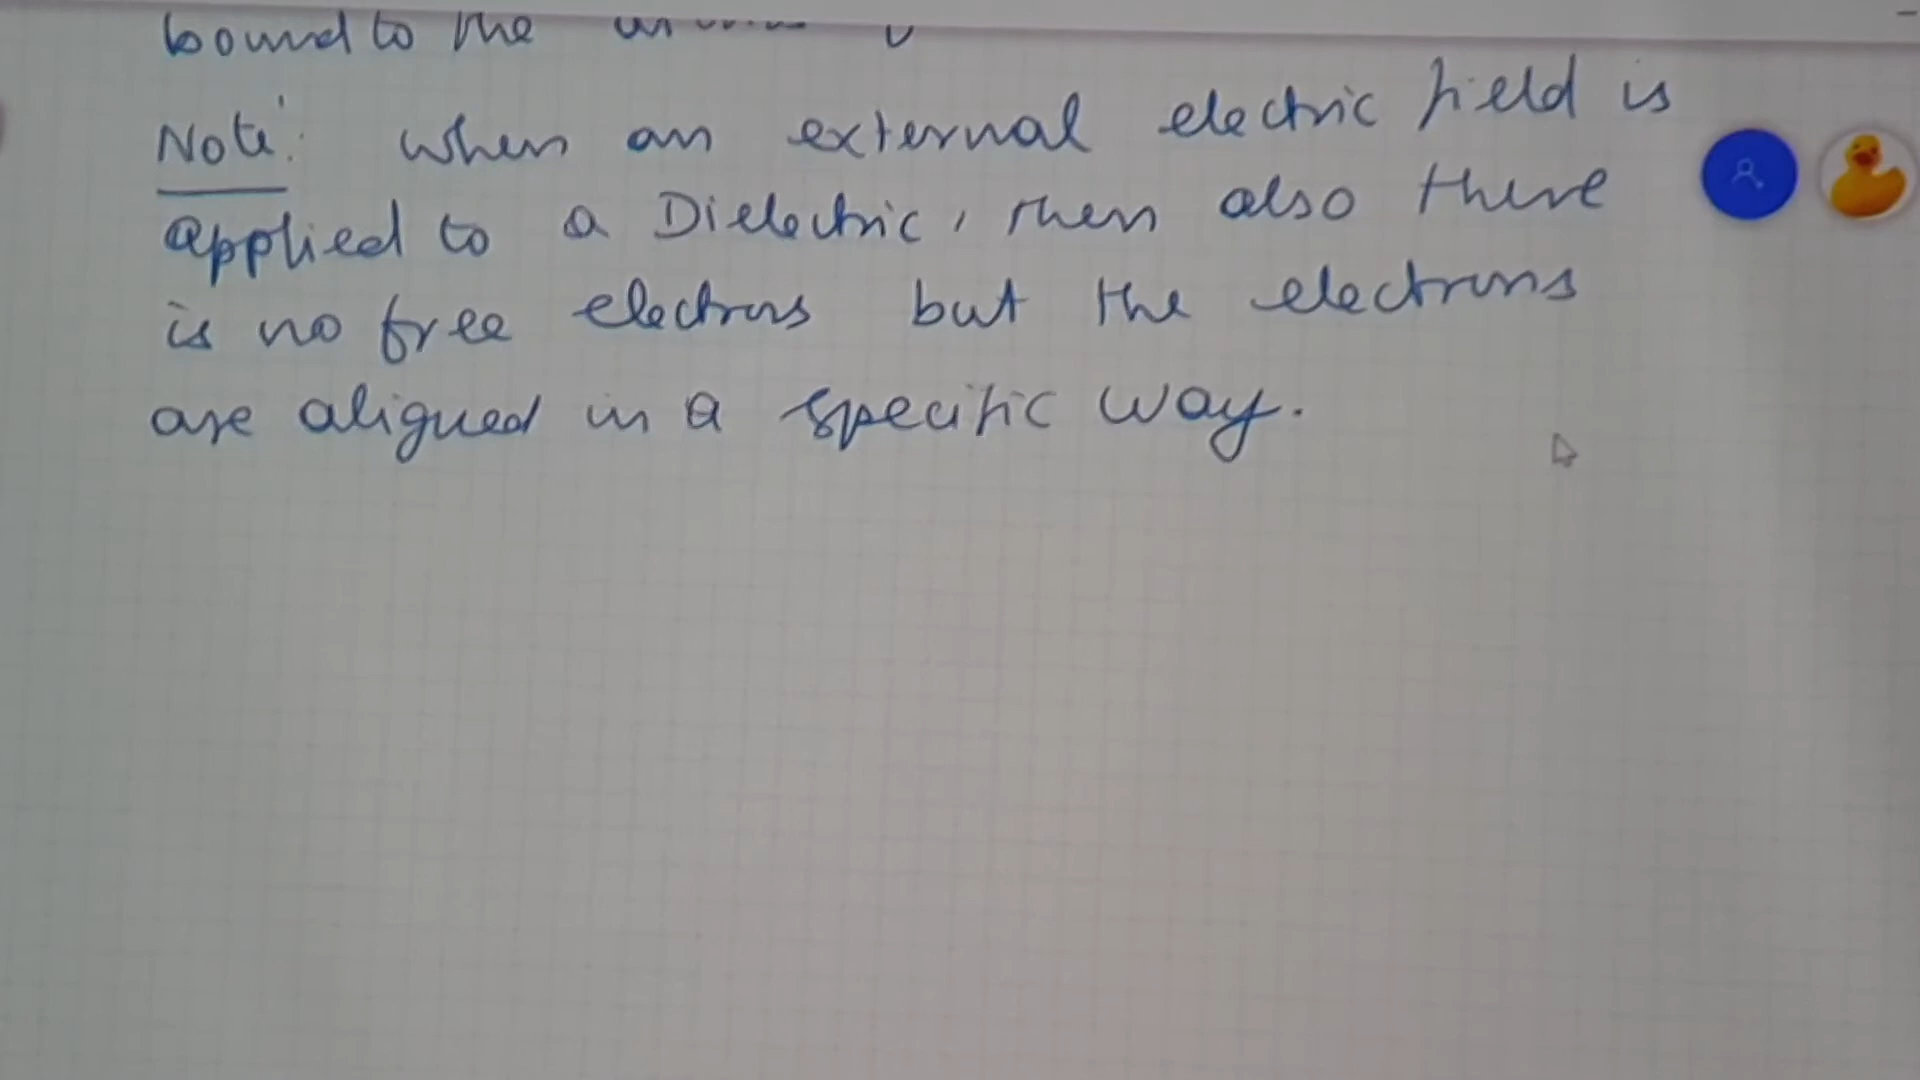 bound to the
Note: when an external electric field is
applied to a Dielectric, then also there
is no free electrons but the electrons
are aligned in a specific way.